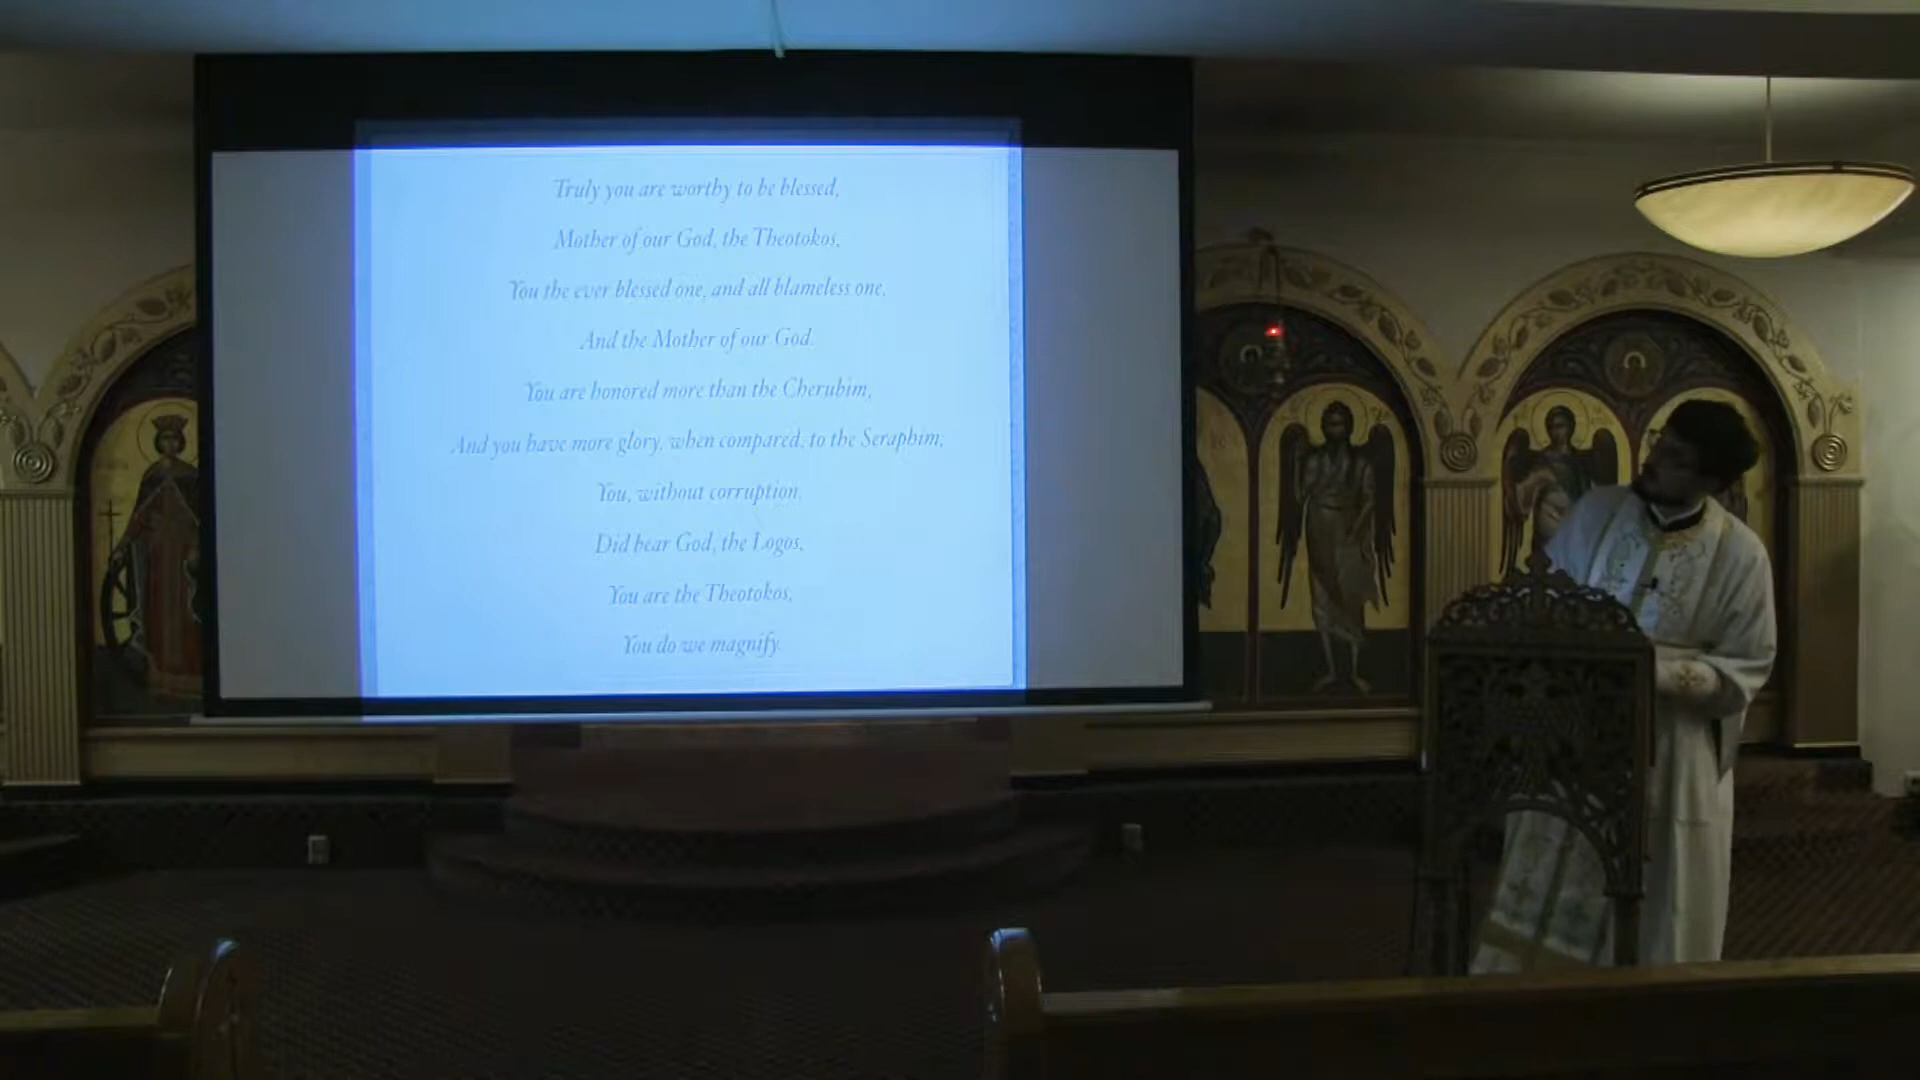 Truly you are worthy to be blessed,
Mother of our God, the Theotokos,
You the ever blessed one, and all blameless one,
And the Mother of our God.
You are honored more than the Cherubim,
And you have more glory, when compared, to the Seraphim;
You, without corruption,
Did bear God, the Logos,
You are the Theotokos,
You do we magnify.